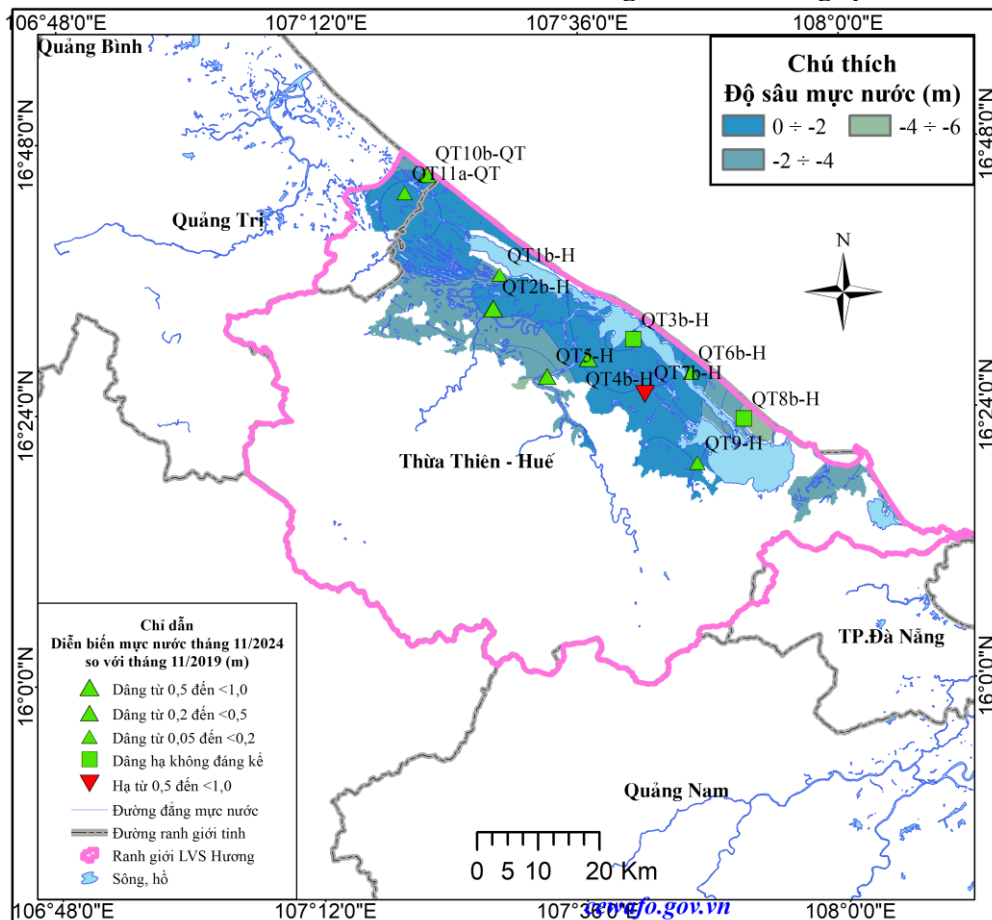 106°48'0"E
107°12'0"E
107°36'0"E
108°0'0"E
Quảng Bình
Chú thích
Độ sâu mực nước (m)
0 ÷ -2
-4 ÷ -6
-2 ÷ -4
16°48'0"N
16°48'0"N
QT10b-QT
QT11a-QT
Quảng Trị
N
QT1b-H
QT2b-H
QT3b-H
QT5-H
QT6b-H
QT4b-H
QT7b-H
QT8b-H
16°24'0"N
16°24'0"N
QT9-H
Thừa Thiên - Huế
Chỉ dẫn
Diễn biến mực nước tháng 11/2024
so với tháng 11/2019 (m)
Dâng từ 0,5 đến <1,0
Dâng từ 0,2 đến <0,5
Dâng từ 0,05 đến <0,2
Dâng hạ không đáng kể
Hạ từ 0,5 đến <1,0
Đường đẳng mực nước
Đường ranh giới tỉnh
Ranh giới LVS Hương
Sông, hồ
TP.Đà Nẵng
16°0'0"N
16°0'0"N
Quảng Nam
0 5 10 20 Km
106°48'0"E
107°12'0"E
107°36'0"E
108°0'0"E
cewafo.gov.vn